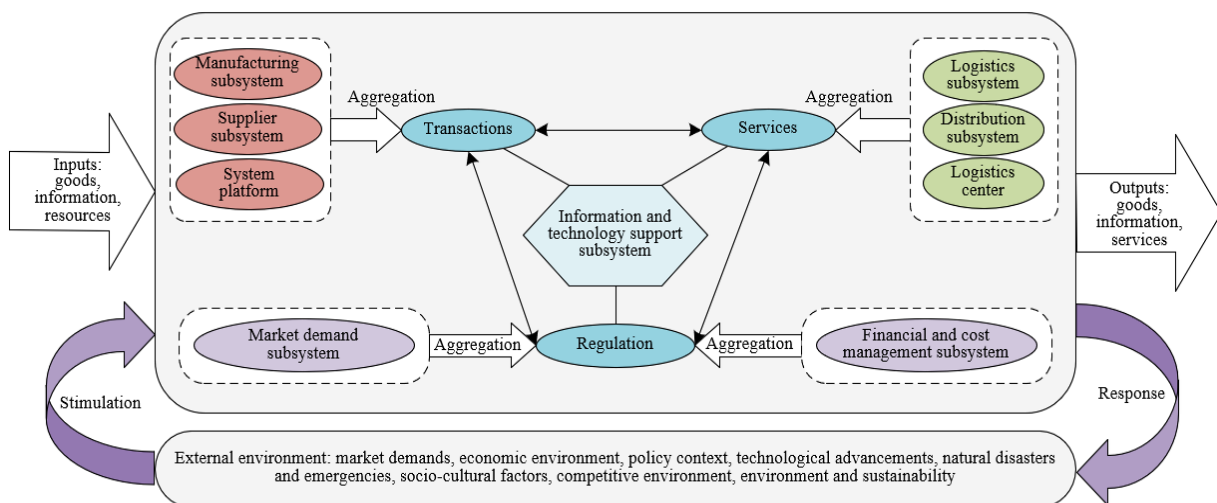 Manufacturing
subsystem
Supplier
subsystem
System
platform
Aggregation
Transactions
Services
Aggregation
Logistics
subsystem
Distribution
subsystem
Logistics
center
Inputs:
goods,
information,
resources
Information and
technology support
subsystem
Outputs:
goods,
information,
services
Market demand
subsystem
Aggregation
Regulation
Aggregation
Financial and cost
management subsystem
Stimulation
Response
External environment: market demands, economic environment, policy context, technological advancements, natural disasters
and emergencies, socio-cultural factors, competitive environment, environment and sustainability